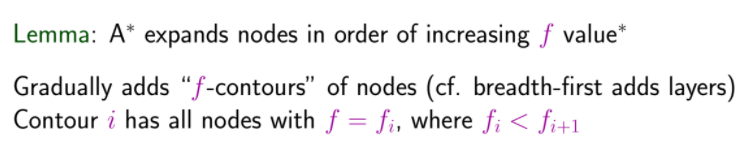 Lemma: A* expands nodes in order of increasing f value*
Gradually adds “f-contours” of nodes (cf. breadth-first adds layers)
Contour i has all nodes with f = fᵢ, where fᵢ < fᵢ₊₁